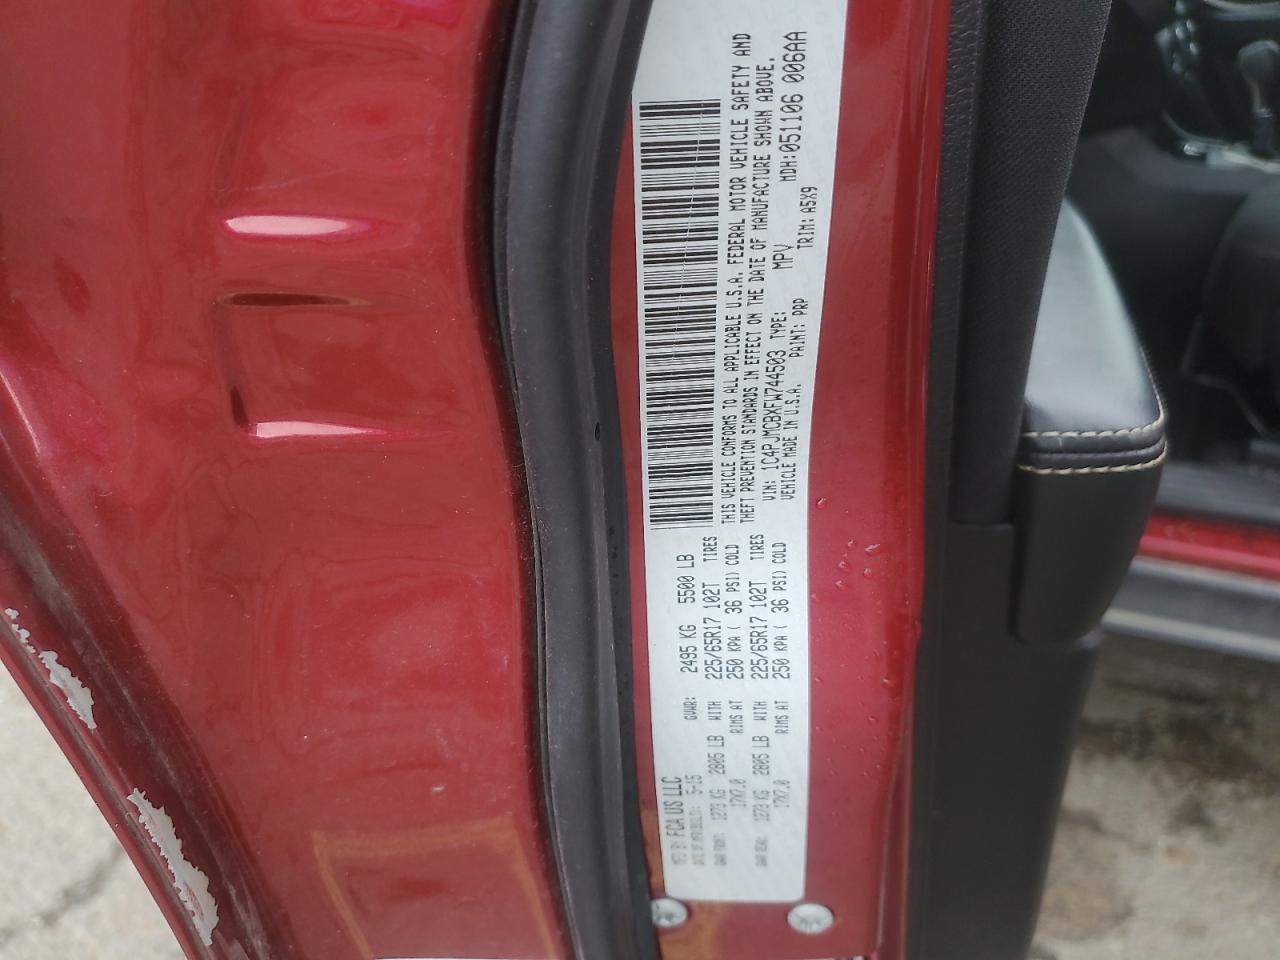 MFD BY FCA US LLC
DATE OF MFR(BUILT): 5-15 GVWR: 2495 KG 5500 LB
GAWR FRONT: 1273 KG 2805 LB WITH 225/65R17 102T TIRES
17X7.0 RIMS AT 250 KPA ( 36 PSI) COLD
GAWR REAR: 1273 KG 2805 LB WITH 225/65R17 102T TIRES
17X7.0 RIMS AT 250 KPA ( 36 PSI) COLD
THIS VEHICLE CONFORMS TO ALL APPLICABLE U.S.A. FEDERAL MOTOR VEHICLE SAFETY AND
THEFT PREVENTION STANDARDS IN EFFECT ON THE DATE OF MANUFACTURE SHOWN ABOVE.
VIN: 1C4PJMCBXFW744503 TYPE: MPV MDH:051106 006AA
VEHICLE MADE IN U.S.A. PAINT: PRP TRIM: A5X9